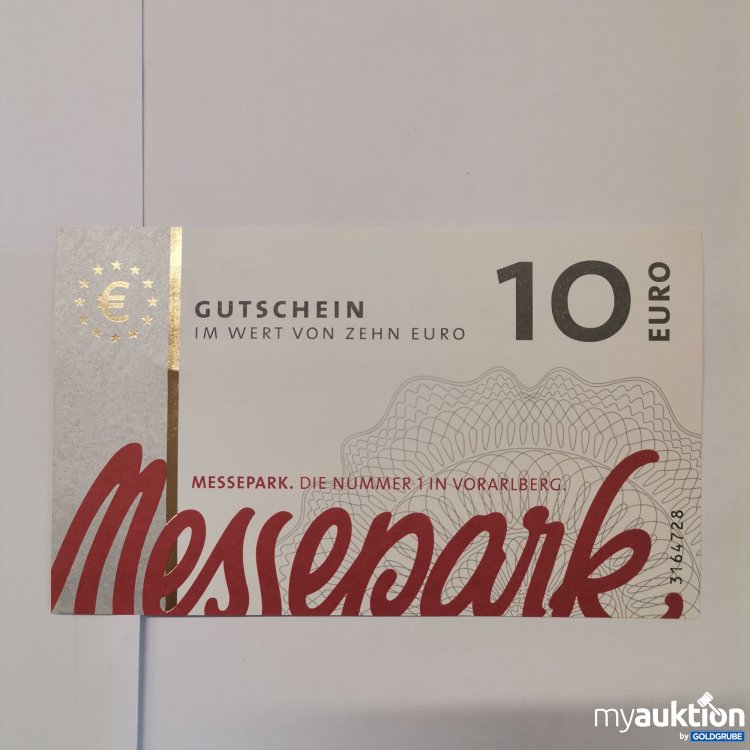 €
GUTSCHEIN
IM WERT VON ZEHN EURO
10
EURO
MESSEPARK. DIE NUMMER 1 IN VORARLBERG.
Messepark.
3164728
myauktion
by GOLDGRUBE